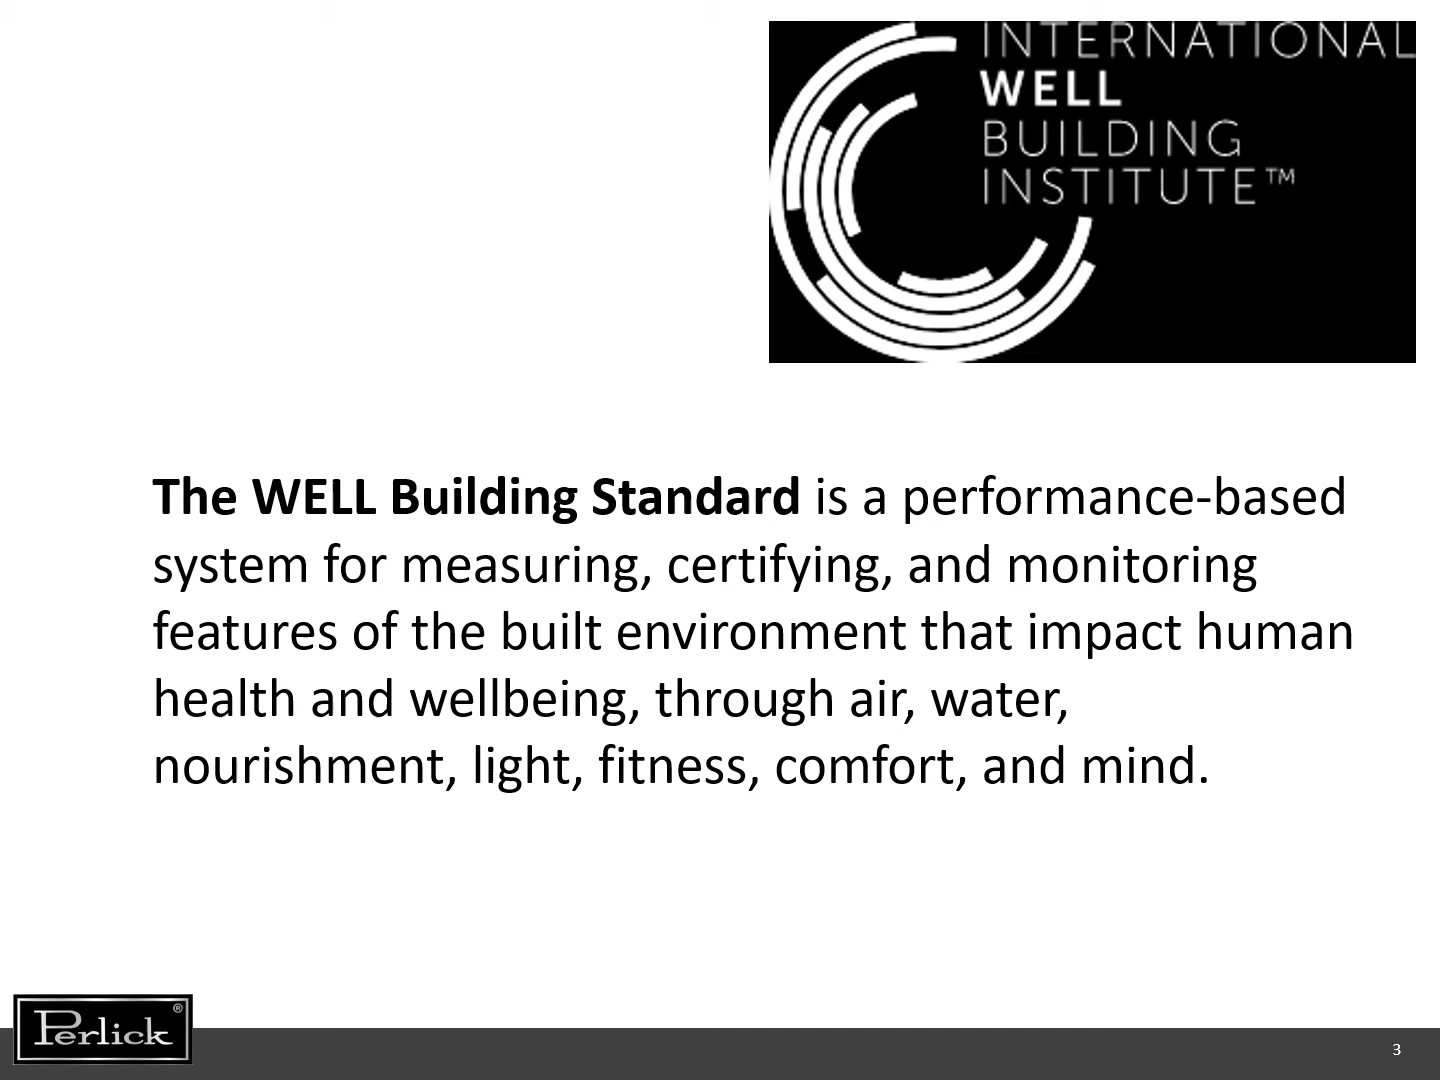 INTERNATIONAL
WELL
BUILDING
INSTITUTE™
The WELL Building Standard is a performance-based
system for measuring, certifying, and monitoring
features of the built environment that impact human
health and wellbeing, through air, water,
nourishment, light, fitness, comfort, and mind.
Perlick®
3